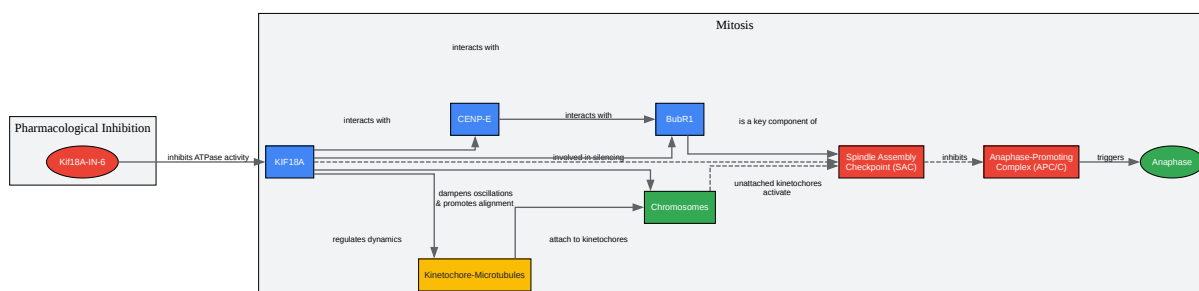 Mitosis
interacts with
CENP-E
interacts with
BubR1
interacts with
is a key component of
Pharmacological Inhibition
Kif18A-IN-6
inhibits ATPase activity
KIF18A
involved in silencing
Spindle Assembly
Checkpoint (SAC)
inhibits
Anaphase-Promoting
Complex (APC/C)
triggers
Anaphase
dampens oscillations
& promotes alignment
unattached kinetochores
activate
Chromosomes
regulates dynamics
attach to kinetochores
Kinetochore-Microtubules